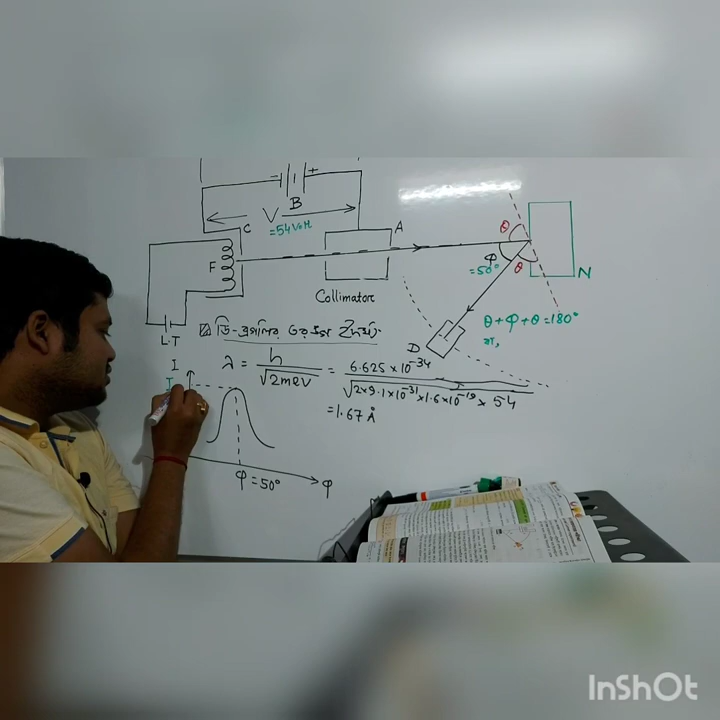 − +
B
V
=54 Volt
C
A
F
θ
φ
=50°
θ
N
Collimator
D
θ+φ+θ=180°
বা,
L.T
ডি-ব্রগলির তরঙ্গ দৈর্ঘ্য:-
λ = h/√2meV = 6.625×10⁻³⁴/√2×9.1×10⁻³¹×1.6×10⁻¹⁹×54
=1.67 Å
I
I
φ=50°
φ
InShOt